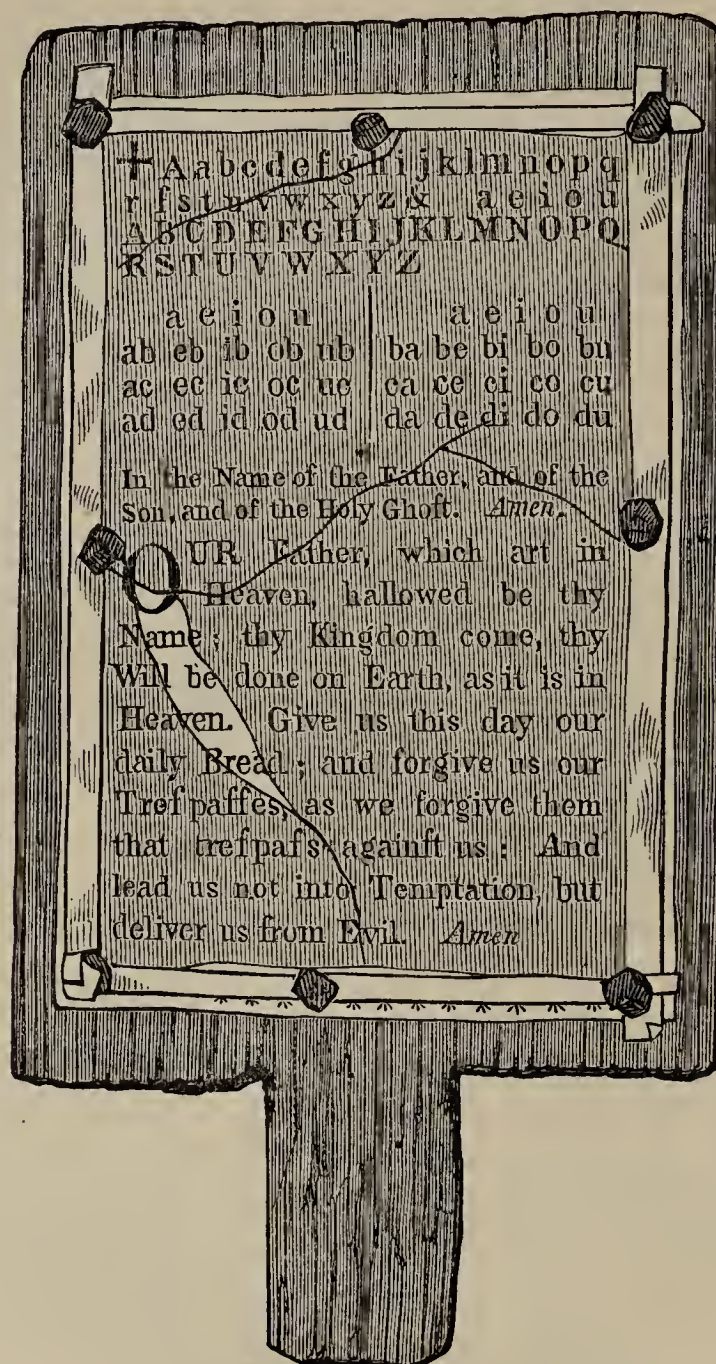 ✠ A a b c d e f g h i j k l m n o p q
r ſ s t u v w x y z & a e i o u
A B C D E F G H I J K L M N O P Q
R S T U V W X Y Z
a e i o u | a e i o u
ab eb ib ob ub | ba be bi bo bu
ac ec ic oc uc | ca ce ci co cu
ad ed id od ud | da de di do du
In the Name of the Father, and of the
Son, and of the Holy Ghoſt. Amen.
OUR Father, which art in
Heaven, hallowed be thy
Name; thy Kingdom come, thy
Will be done on Earth, as it is in
Heaven. Give us this day our
daily Bread; and forgive us our
Treſpaſſes, as we forgive them
that treſpaſs againſt us: And
lead us not into Temptation, but
deliver us from Evil. Amen